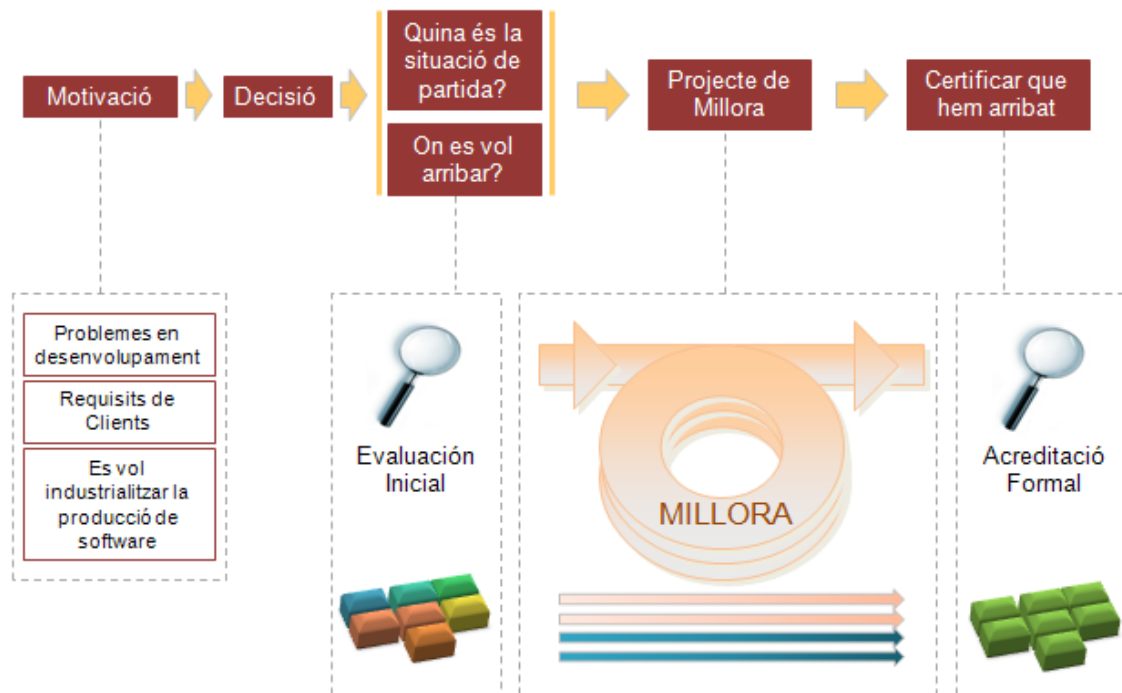 Motivació
Decisió
Quina és la
situació de
partida?
On es vol
arribar?
Projecte de
Millora
Certificar que
hem arribat
Problemes en
desenvolupament
Requisits de
Clients
Es vol
industrialitzar la
producció de
software
Evaluación
Inicial
MILLORA
Acreditació
Formal